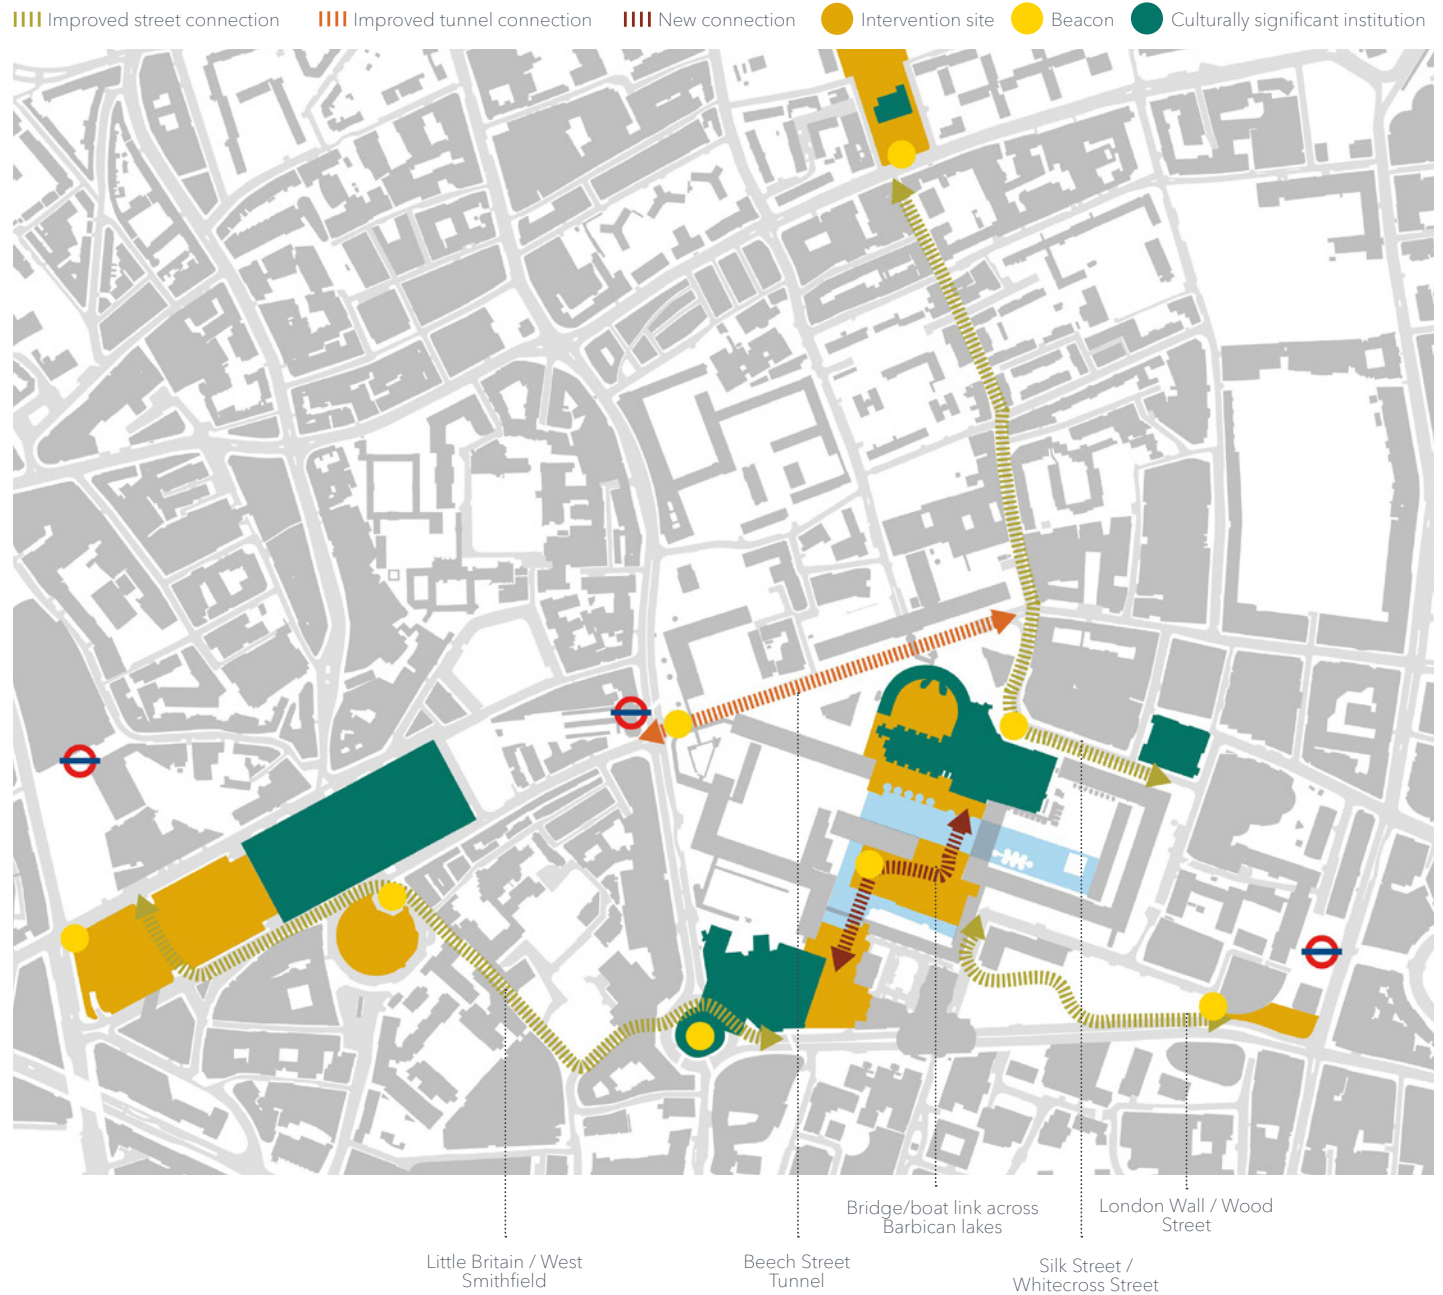 Improved street connection
Improved tunnel connection
New connection
Intervention site
Beacon
Culturally significant institution
Bridge/boat link across
Barbican lakes
London Wall / Wood
Street
Little Britain / West
Smithfield
Beech Street
Tunnel
Silk Street /
Whitecross Street